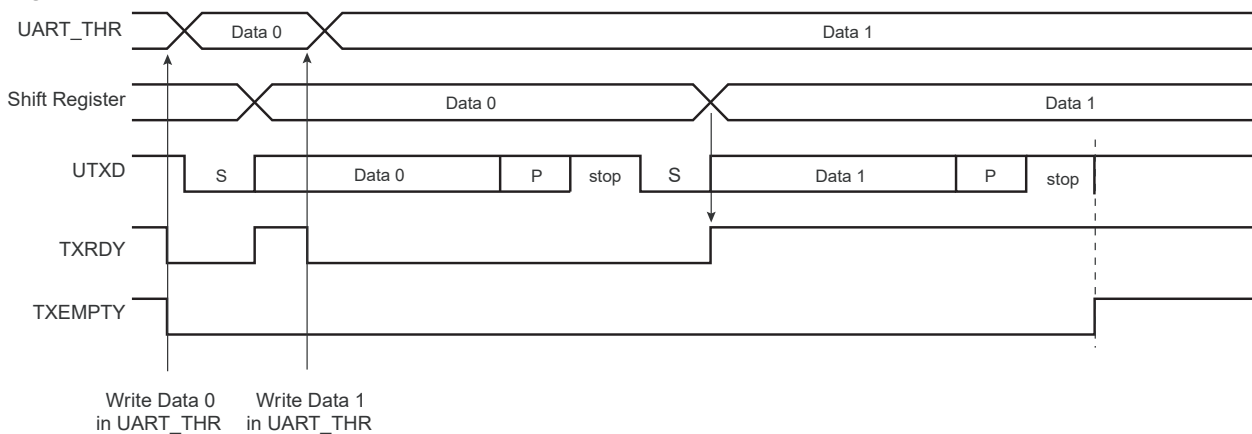 UART_THR
Data 0
Data 1
Shift Register
Data 0
Data 1
UTXD
S
Data 0
P
stop
S
Data 1
P
stop
TXRDY
TXEMPTY
Write Data 0
in UART_THR
Write Data 1
in UART_THR